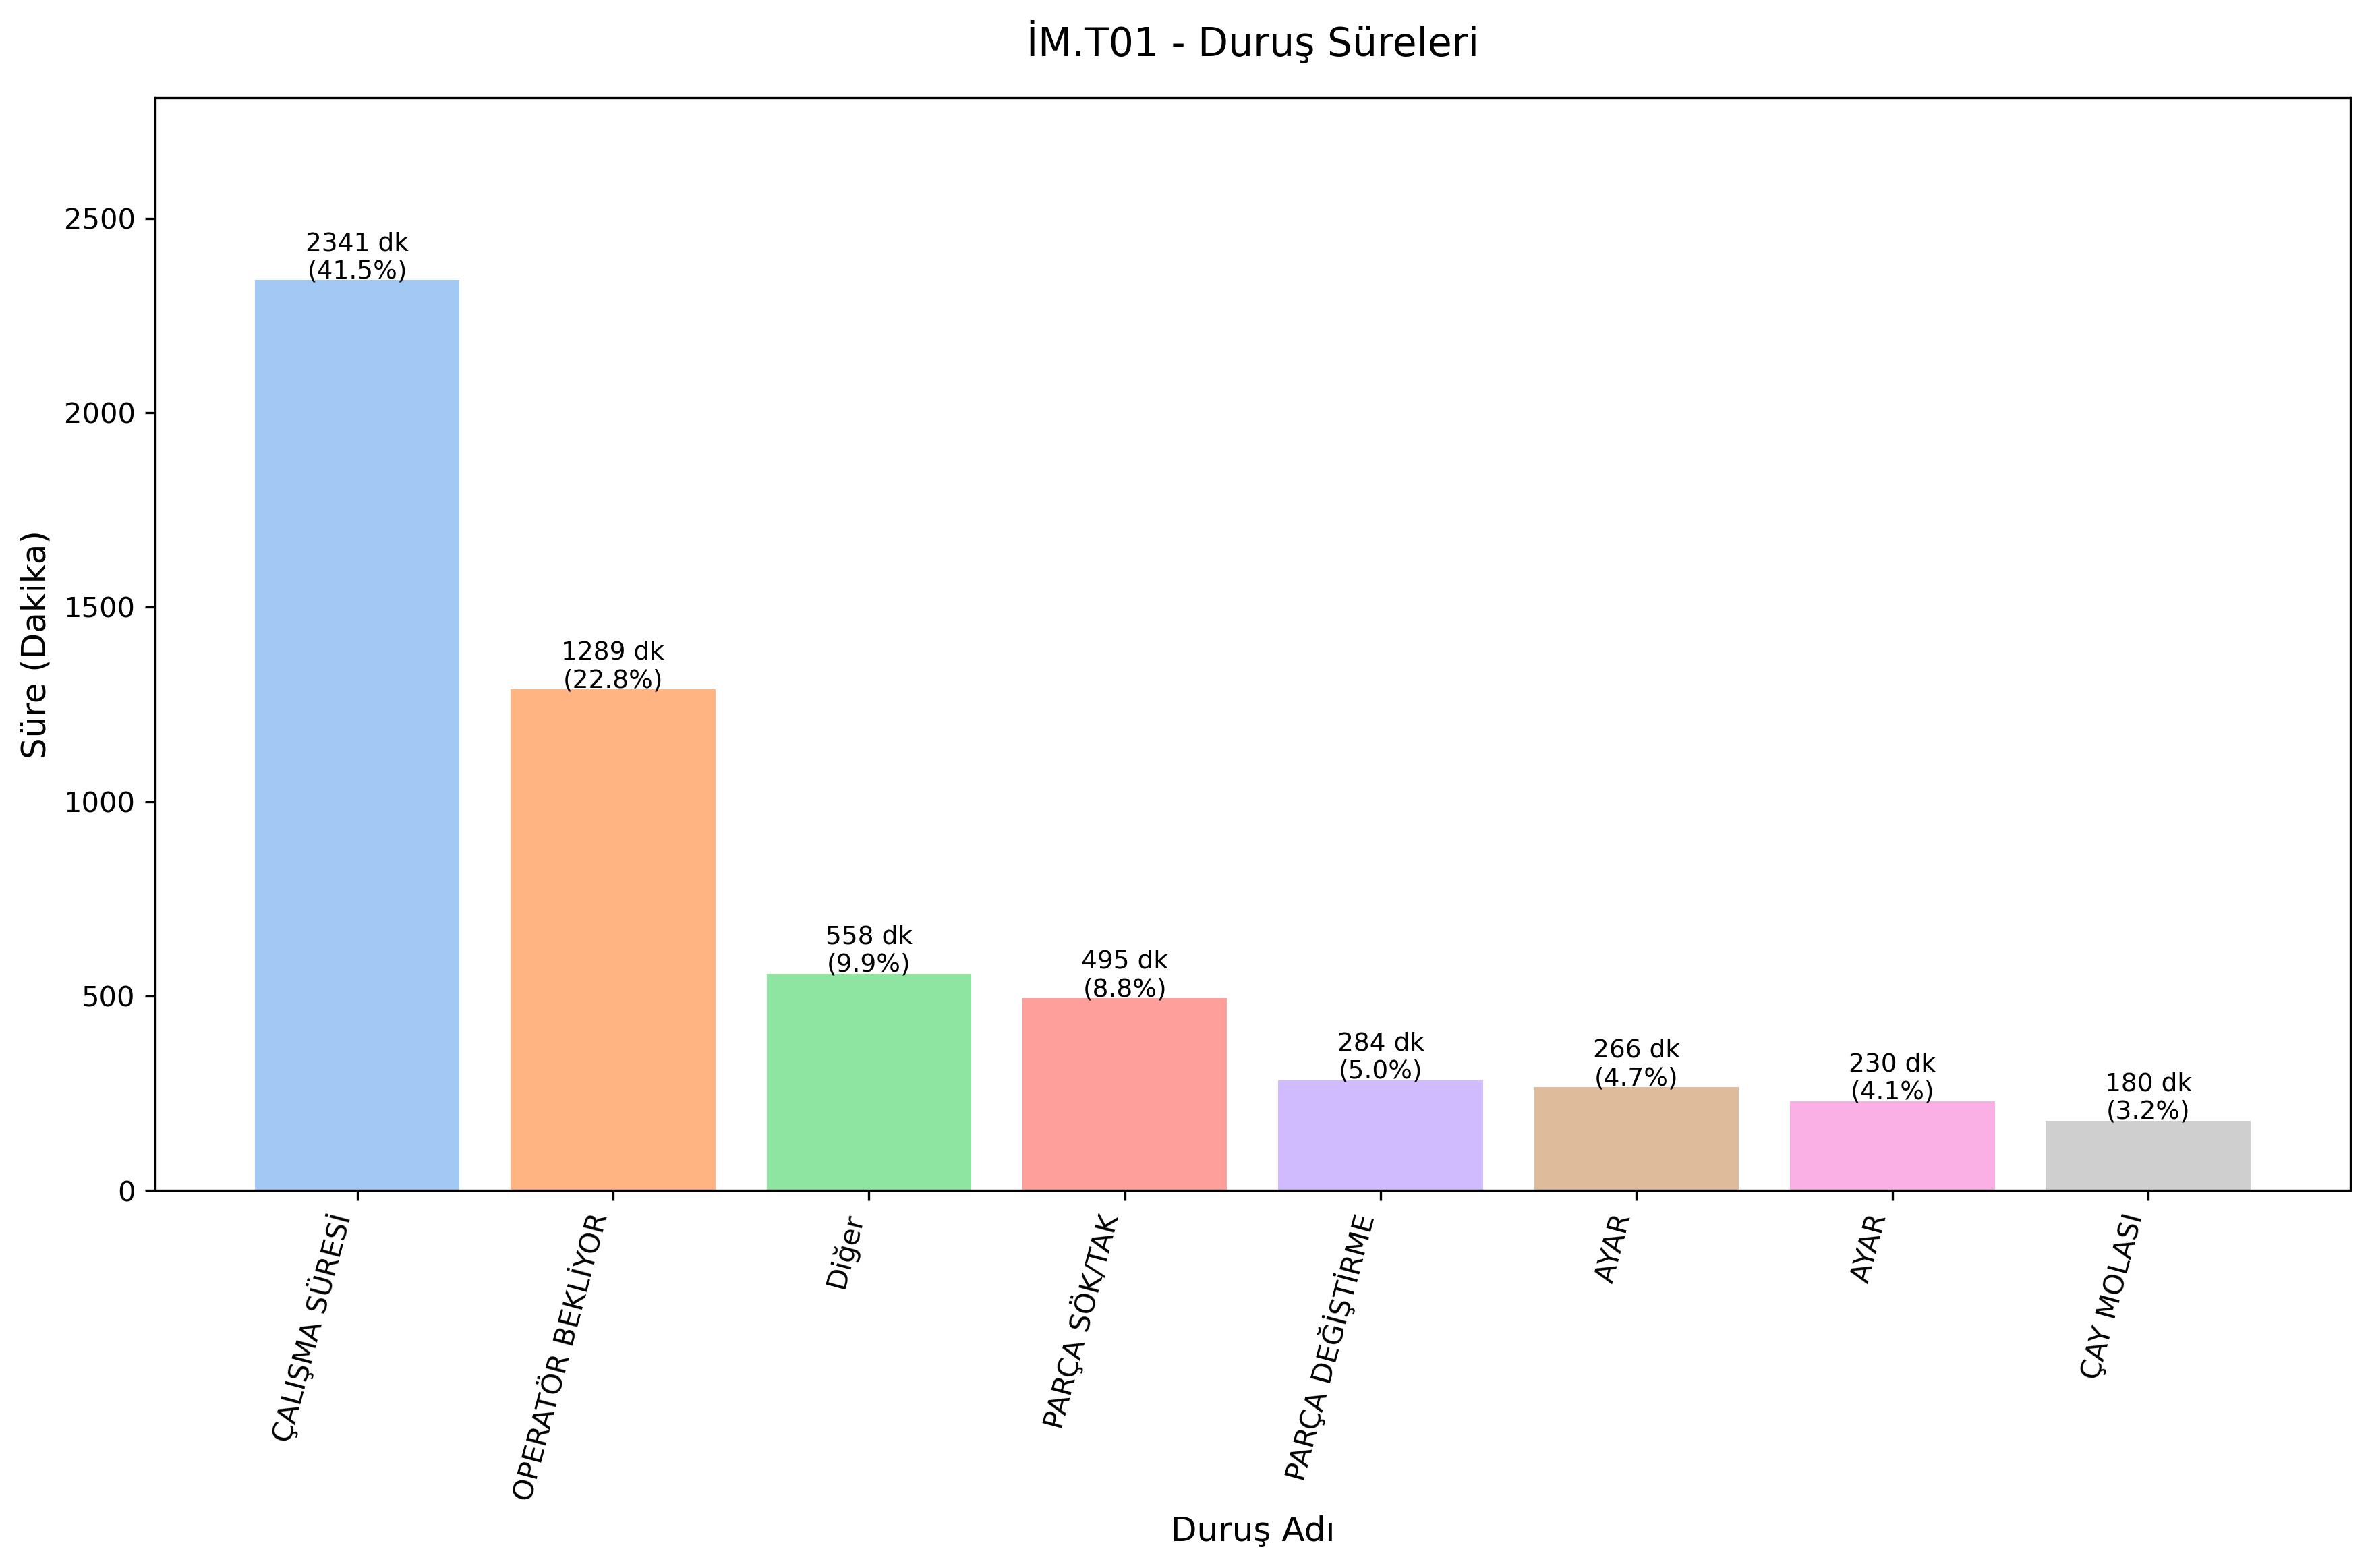 İM.T01 - Duruş Süreleri
Süre (Dakika)
2500
2000
1500
1000
500
0
2341 dk
(41.5%)
1289 dk
(22.8%)
558 dk
(9.9%)
495 dk
(8.8%)
284 dk
(5.0%)
266 dk
(4.7%)
230 dk
(4.1%)
180 dk
(3.2%)
ÇALIŞMA SÜRESİ
OPERATÖR BEKLİYOR
Diğer
PARÇA SÖK/TAK
PARÇA DEĞİŞTİRME
AYAR
AYAR
ÇAY MOLASI
Duruş Adı